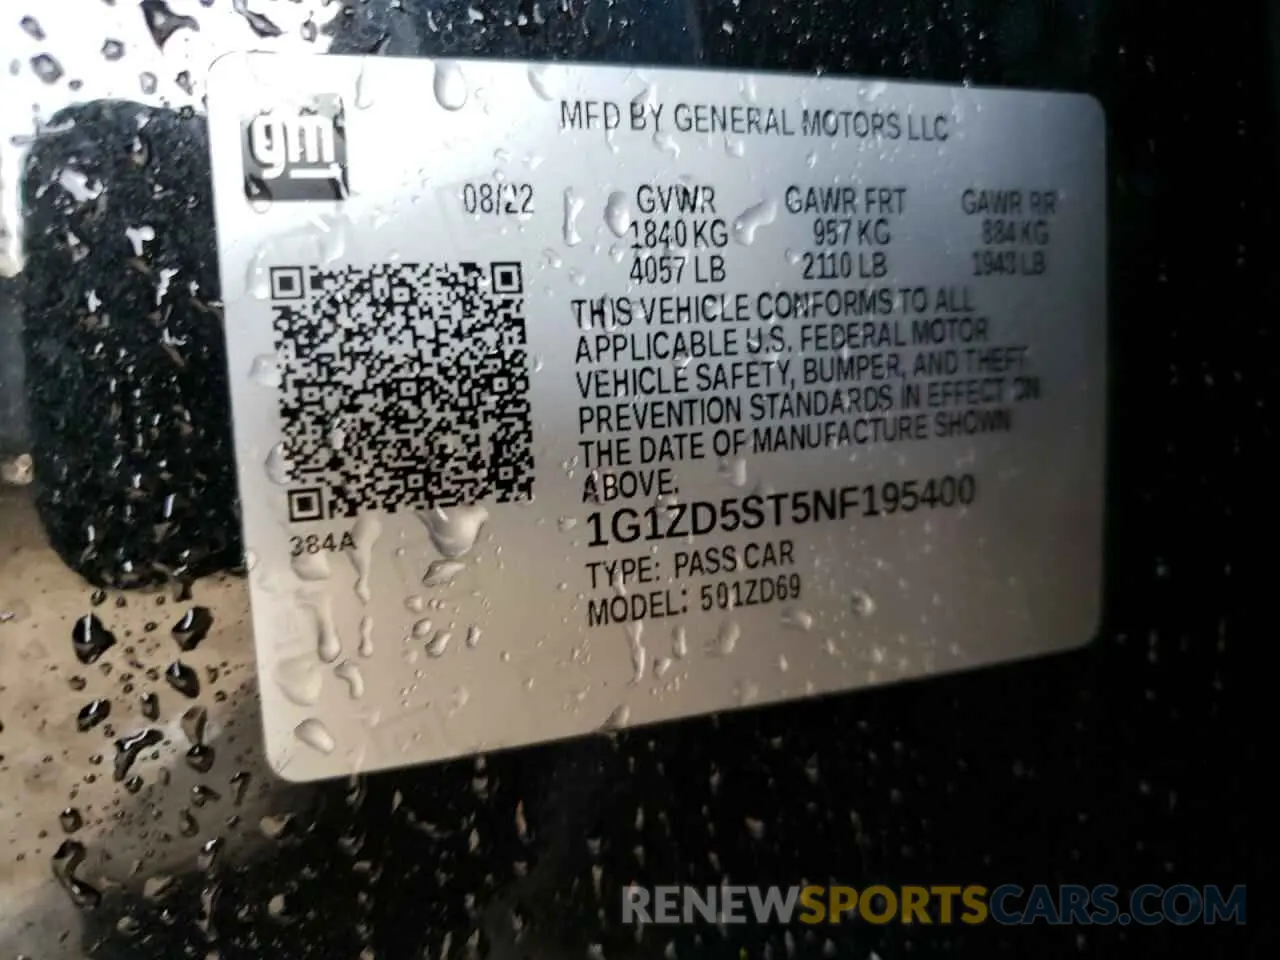 gm
MFD BY GENERAL MOTORS LLC
08/22 GVWR GAWR FRT GAWR RR
1840 KG 957 KG 884 KG
4057 LB 2110 LB 1943 LB
THIS VEHICLE CONFORMS TO ALL
APPLICABLE U.S. FEDERAL MOTOR
VEHICLE SAFETY, BUMPER, AND THEFT
PREVENTION STANDARDS IN EFFECT ON
THE DATE OF MANUFACTURE SHOWN
ABOVE.
1G1ZD5ST5NF195400
384A
TYPE: PASS CAR
MODEL: 501ZD69
RENEWSPORTSCARS.COM